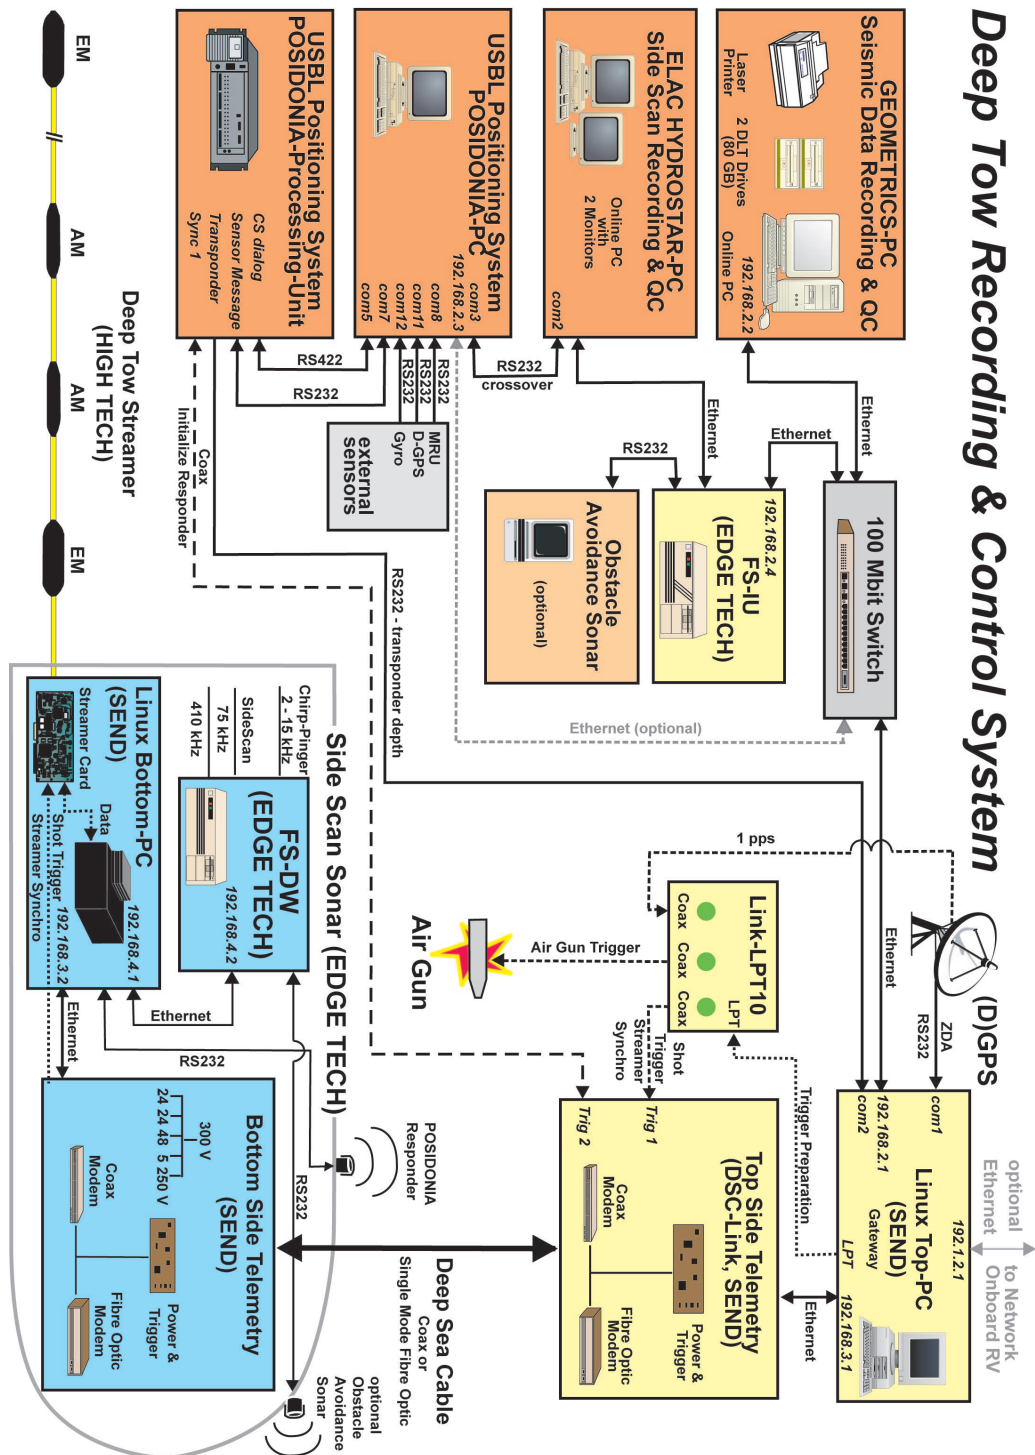 Deep Tow Recording & Control System
GEOMETRICS-PC
Seismic Data Recording & QC
Laser
Printer
2 DLT Drives
(80 GB)
Online PC
192.168.2.2
ELAC HYDROSTAR-PC
Side Scan Recording & QC
Online PC
with
2 Monitors
com2
USBL Positioning System
POSIDONIA-PC
com3
192.168.2.3
com8
com11
com12
com7
com5
USBL Positioning System
POSIDONIA-Processing-Unit
CS dialog
Sensor Message
Transponder
Sync 1
Ethernet
RS232
crossover
Ethernet
RS232
RS232
RS232
RS422
RS232
Coax
Initialize Responder
MRU
D-GPS
Gyro
external
sensors
Ethernet
RS232
100 Mbit Switch
192.168.2.4
FS-IU
(EDGE TECH)
Obstacle
Avoidance Sonar
(optional)
Ethernet (optional)
RS232 - transponder depth
Ethernet
1 pps
(D)GPS
ZDA
RS232
Link-LPT10
LPT
Coax
Coax
Coax
Air Gun Trigger
Air Gun
Shot
Trigger
Streamer
Synchro
Trigger Preparation
optional
Ethernet
to Network
Onboard RV
192.1.2.1
Linux Top-PC
(SEND)
Gateway
com1
192.168.2.1
com2
LPT
192.168.3.1
Ethernet
Top Side Telemetry
(DSC-Link, SEND)
Trig 1
Trig 2
Coax
Modem
Power &
Trigger
Fibre Optic
Modem
Deep Sea Cable
Coax or
Single Mode Fibre Optic
EM
AM
AM
EM
Deep Tow Streamer
(HIGH TECH)
Side Scan Sonar (EDGE TECH)
Chirp-Pinger
2 - 15 kHz
SideScan
75 kHz
410 kHz
FS-DW
(EDGE TECH)
192.168.4.2
Linux Bottom-PC
(SEND)
Streamer Card
Data
192.168.4.1
192.168.3.2
Shot Trigger
Streamer Synchro
Ethernet
RS232
Ethernet
RS232
POSIDONIA
Responder
Bottom Side Telemetry
(SEND)
300 V
24 24 48 5 250 V
Coax
Modem
Power &
Trigger
Fibre Optic
Modem
optional
Obstacle
Avoidance
Sonar